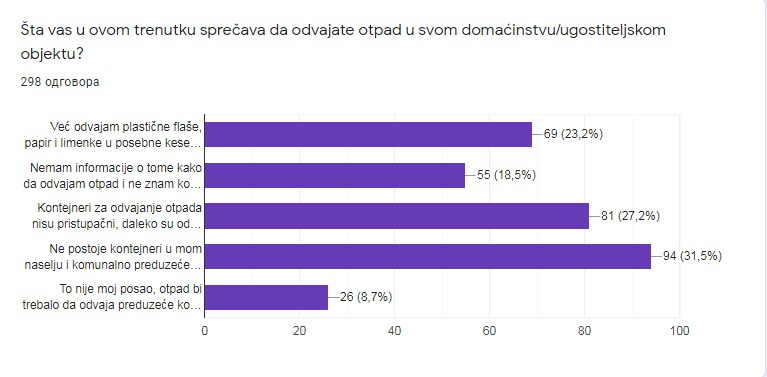 Šta vas u ovom trenutku sprečava da odvajate otpad u svom domaćinstvu/ugostiteljskom
objektu?
298 одговора
Već odvajam plastične flaše,
papir i limenke u posebne kese...
69 (23,2%)
Nemam informacije o tome kako
da odvajam otpad i ne znam ko...
55 (18,5%)
Kontejneri za odvajanje otpada
nisu pristupačni, daleko su od...
81 (27,2%)
Ne postoje kontejneri u mom
naselju i komunalno preduzeće...
94 (31,5%)
To nije moj posao, otpad bi
trebalo da odvaja preduzeće ko...
26 (8,7%)
0 20 40 60 80 100